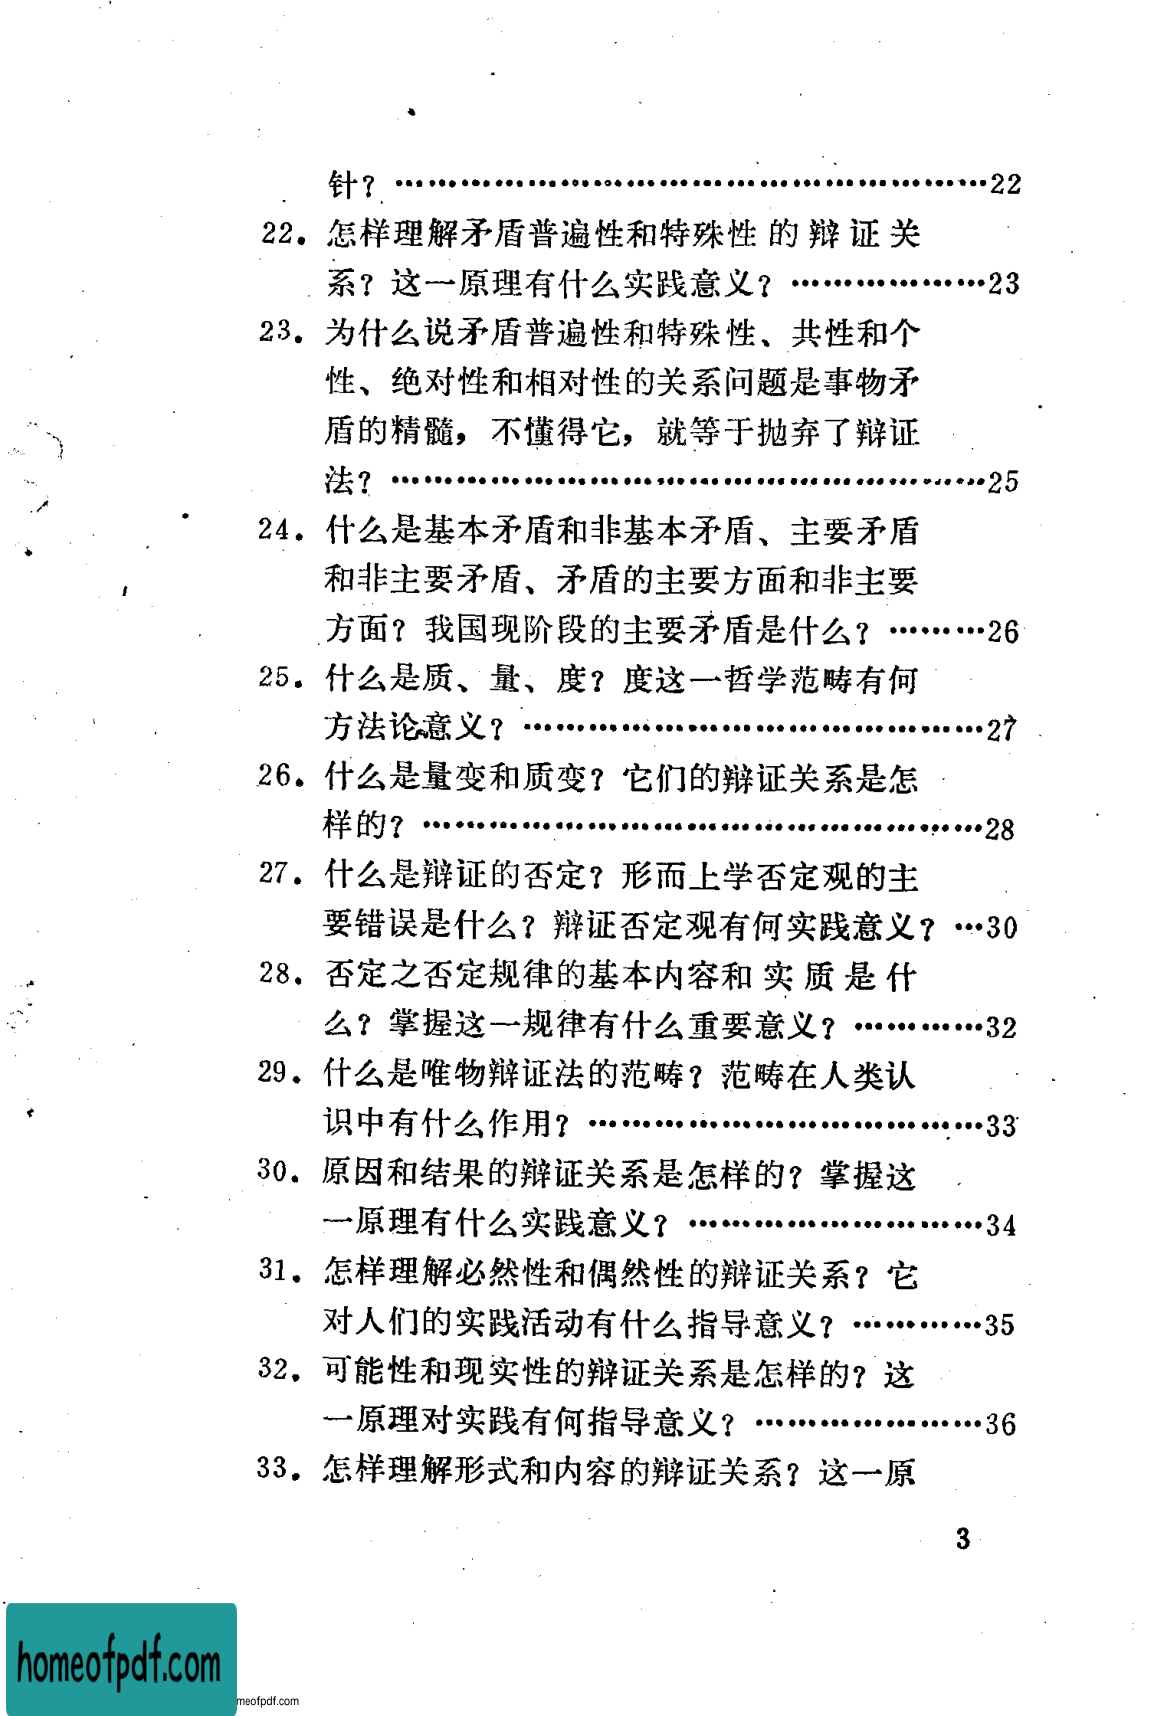 针？ ……………………………………………………22
22. 怎样理解矛盾普遍性和特殊性的辩证关
系？这一原理有什么实践意义？ ………………23
23. 为什么说矛盾普遍性和特殊性、共性和个
性、绝对性和相对性的关系问题是事物矛
盾的精髓，不懂得它，就等于抛弃了辩证
法？ ……………………………………………………25
24. 什么是基本矛盾和非基本矛盾、主要矛盾
和非主要矛盾、矛盾的主要方面和非主要
方面？我国现阶段的主要矛盾是什么？ ………26
25. 什么是质、量、度？度这一哲学范畴有何
方法论意义？ ………………………………………27
26. 什么是量变和质变？它们的辩证关系是怎
样的？ …………………………………………………28
27. 什么是辩证的否定？形而上学否定观的主
要错误是什么？辩证否定观有何实践意义？ …30
28. 否定之否定规律的基本内容和实质是什
么？掌握这一规律有什么重要意义？ …………32
29. 什么是唯物辩证法的范畴？范畴在人类认
识中有什么作用？ …………………………………33
30. 原因和结果的辩证关系是怎样的？掌握这
一原理有什么实践意义？ …………………………34
31. 怎样理解必然性和偶然性的辩证关系？它
对人们的实践活动有什么指导意义？ …………35
32. 可能性和现实性的辩证关系是怎样的？这
一原理对实践有何指导意义？ …………………36
33. 怎样理解形式和内容的辩证关系？这一原
3
homeofpdf.com
meofpdf.com